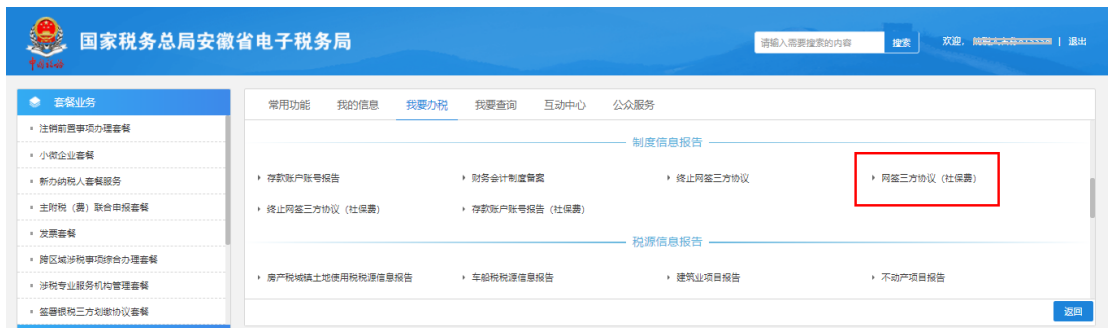 国家税务总局安徽省电子税务局
中国税务
请输入需要搜索的内容
搜索
欢迎,
| 退出
套餐业务
常用功能 我的信息 我要办税 我要查询 互动中心 公众服务
注销前置事项办理套餐
小微企业套餐
新办纳税人套餐服务
主附税（费）联合申报套餐
发票套餐
跨区域涉税事项综合办理套餐
涉税专业服务机构管理套餐
签署银税三方划缴协议套餐
制度信息报告
存款账户账号报告 财务会计制度备案 终止网签三方协议 网签三方协议（社保费）
终止网签三方协议（社保费） 存款账户账号报告（社保费）
税源信息报告
房产税城镇土地使用税税源信息报告 车船税税源信息报告 建筑业项目报告 不动产项目报告
返回